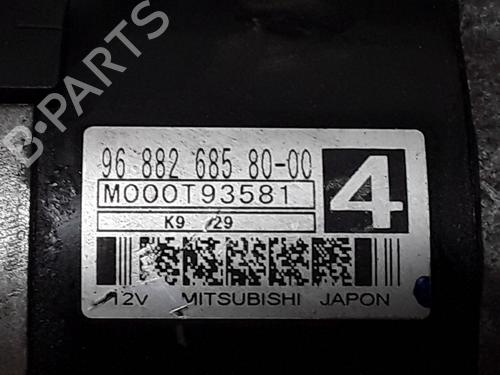 B-PARTS
96 882 685 80-00
M000T93581
4
K9 29
12V MITSUBISHI JAPON